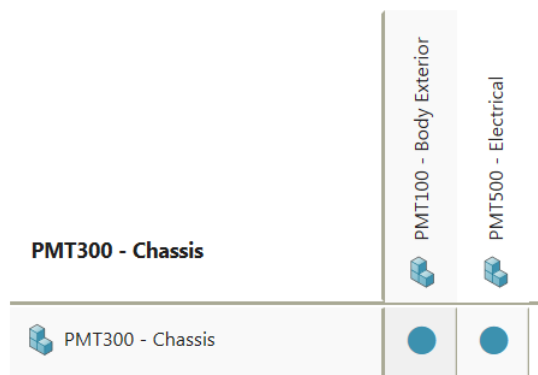 PMT100 - Body Exterior
PMT500 - Electrical
PMT300 - Chassis
PMT300 - Chassis